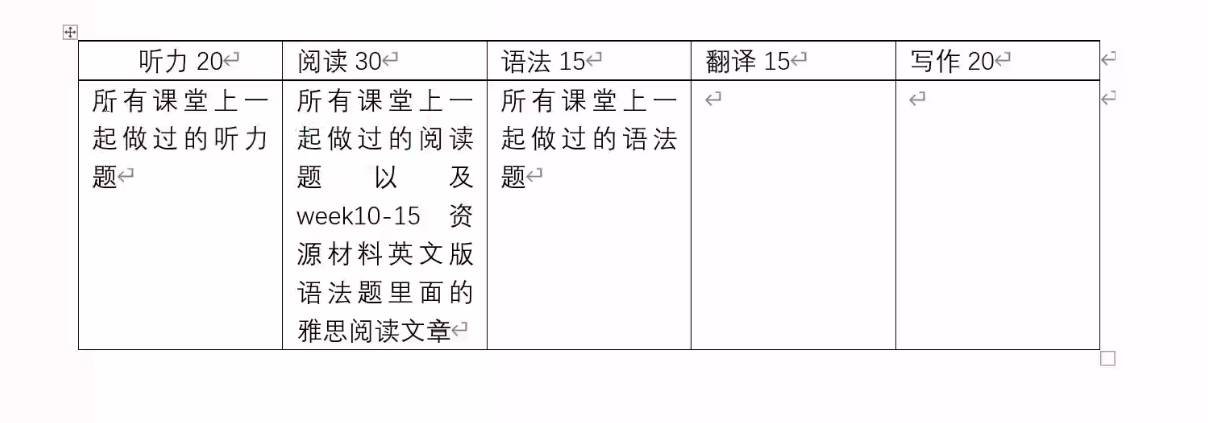 听力 20 阅读 30 语法 15 翻译 15 写作 20
所有课堂上一
起做过的听力
题
所有课堂上一
起做过的阅读
题以及
week10-15 资
源材料英文版
语法题里面的
雅思阅读文章
所有课堂上一
起做过的语法
题